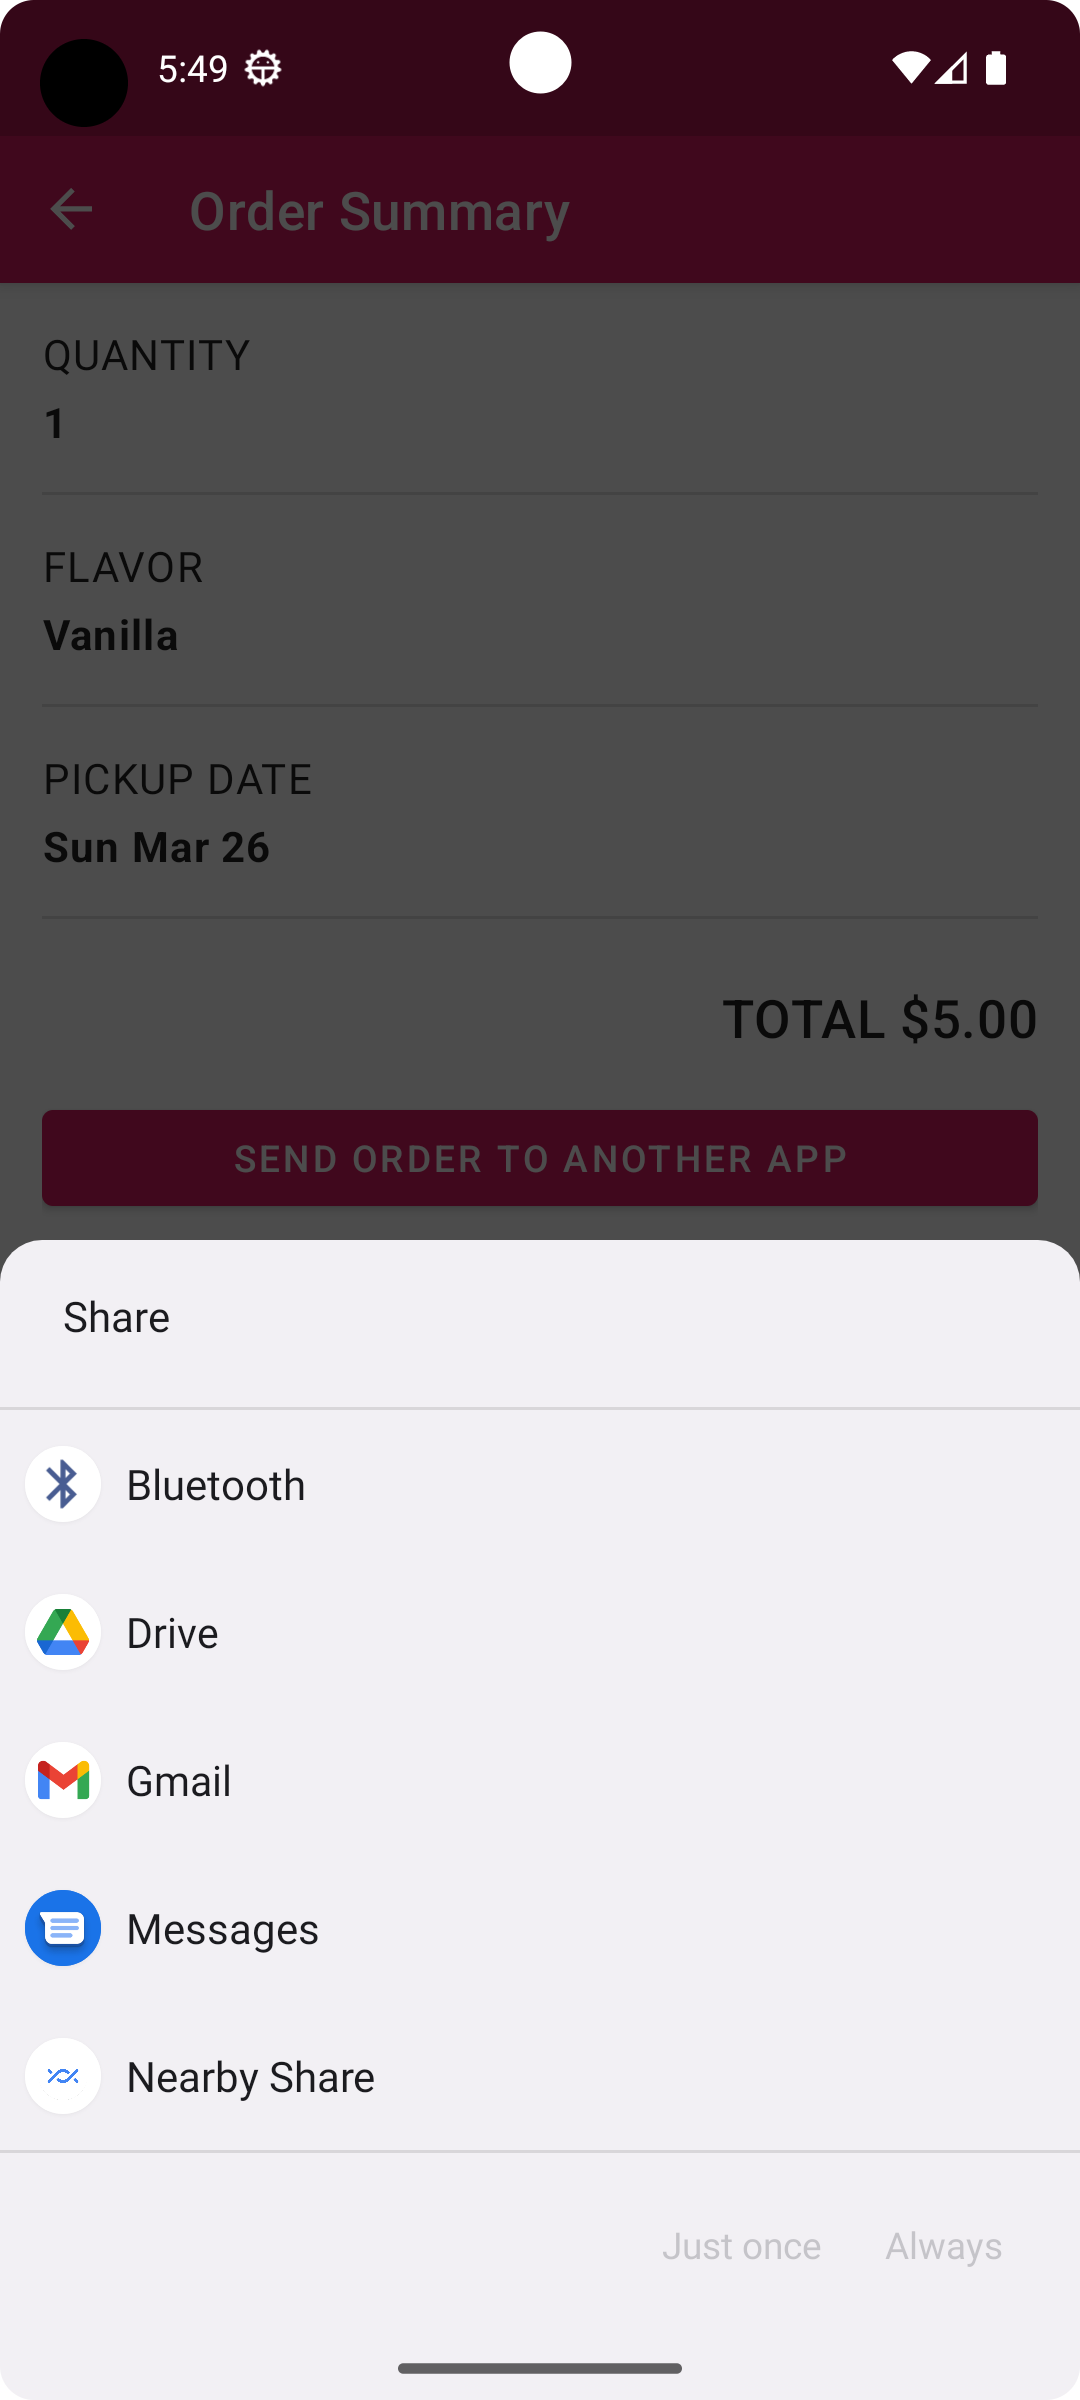 5:49
Order Summary
QUANTITY
1
FLAVOR
Vanilla
PICKUP DATE
Sun Mar 26
TOTAL $5.00
SEND ORDER TO ANOTHER APP
Share
Bluetooth
Drive
Gmail
Messages
Nearby Share
Just once Always